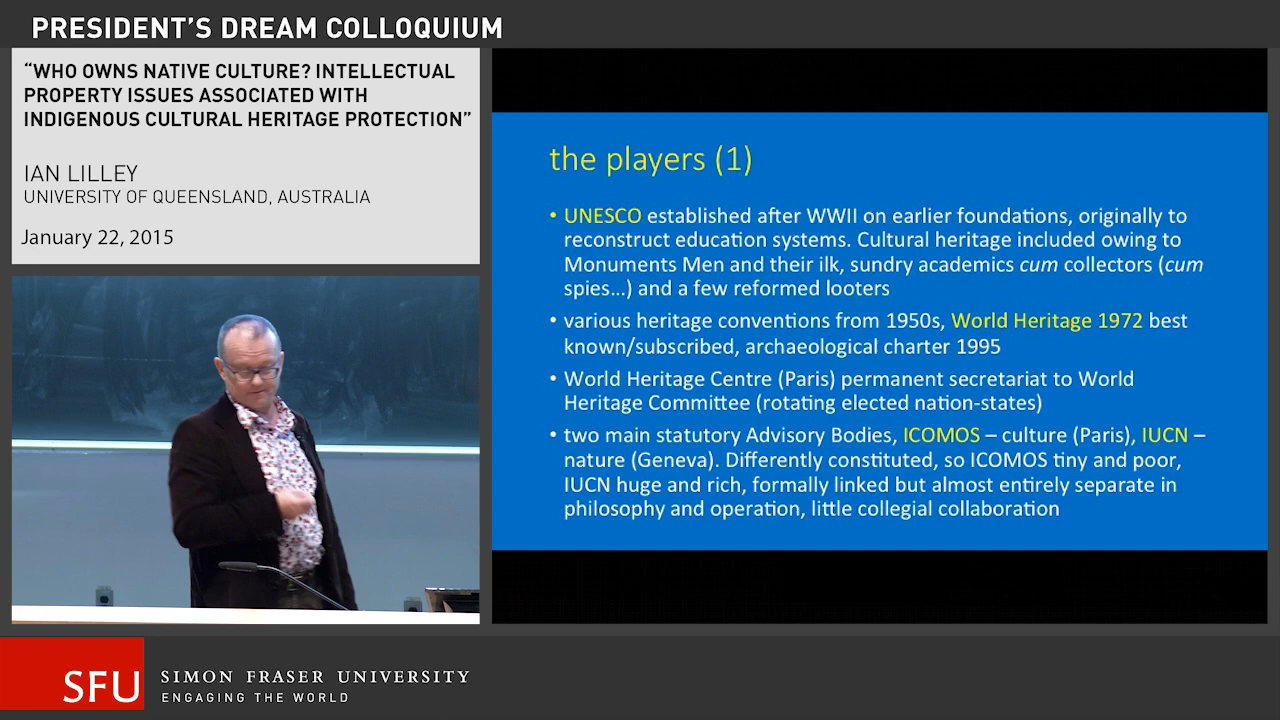 PRESIDENT'S DREAM COLLOQUIUM
“WHO OWNS NATIVE CULTURE? INTELLECTUAL
PROPERTY ISSUES ASSOCIATED WITH
INDIGENOUS CULTURAL HERITAGE PROTECTION”
IAN LILLEY
UNIVERSITY OF QUEENSLAND, AUSTRALIA
January 22, 2015
the players (1)
• UNESCO established after WWII on earlier foundations, originally to
reconstruct education systems. Cultural heritage included owing to
Monuments Men and their ilk, sundry academics cum collectors (cum
spies...) and a few reformed looters
• various heritage conventions from 1950s, World Heritage 1972 best
known/subscribed, archaeological charter 1995
• World Heritage Centre (Paris) permanent secretariat to World
Heritage Committee (rotating elected nation-states)
• two main statutory Advisory Bodies, ICOMOS – culture (Paris), IUCN –
nature (Geneva). Differently constituted, so ICOMOS tiny and poor,
IUCN huge and rich, formally linked but almost entirely separate in
philosophy and operation, little collegial collaboration
SFU
SIMON FRASER UNIVERSITY
ENGAGING THE WORLD